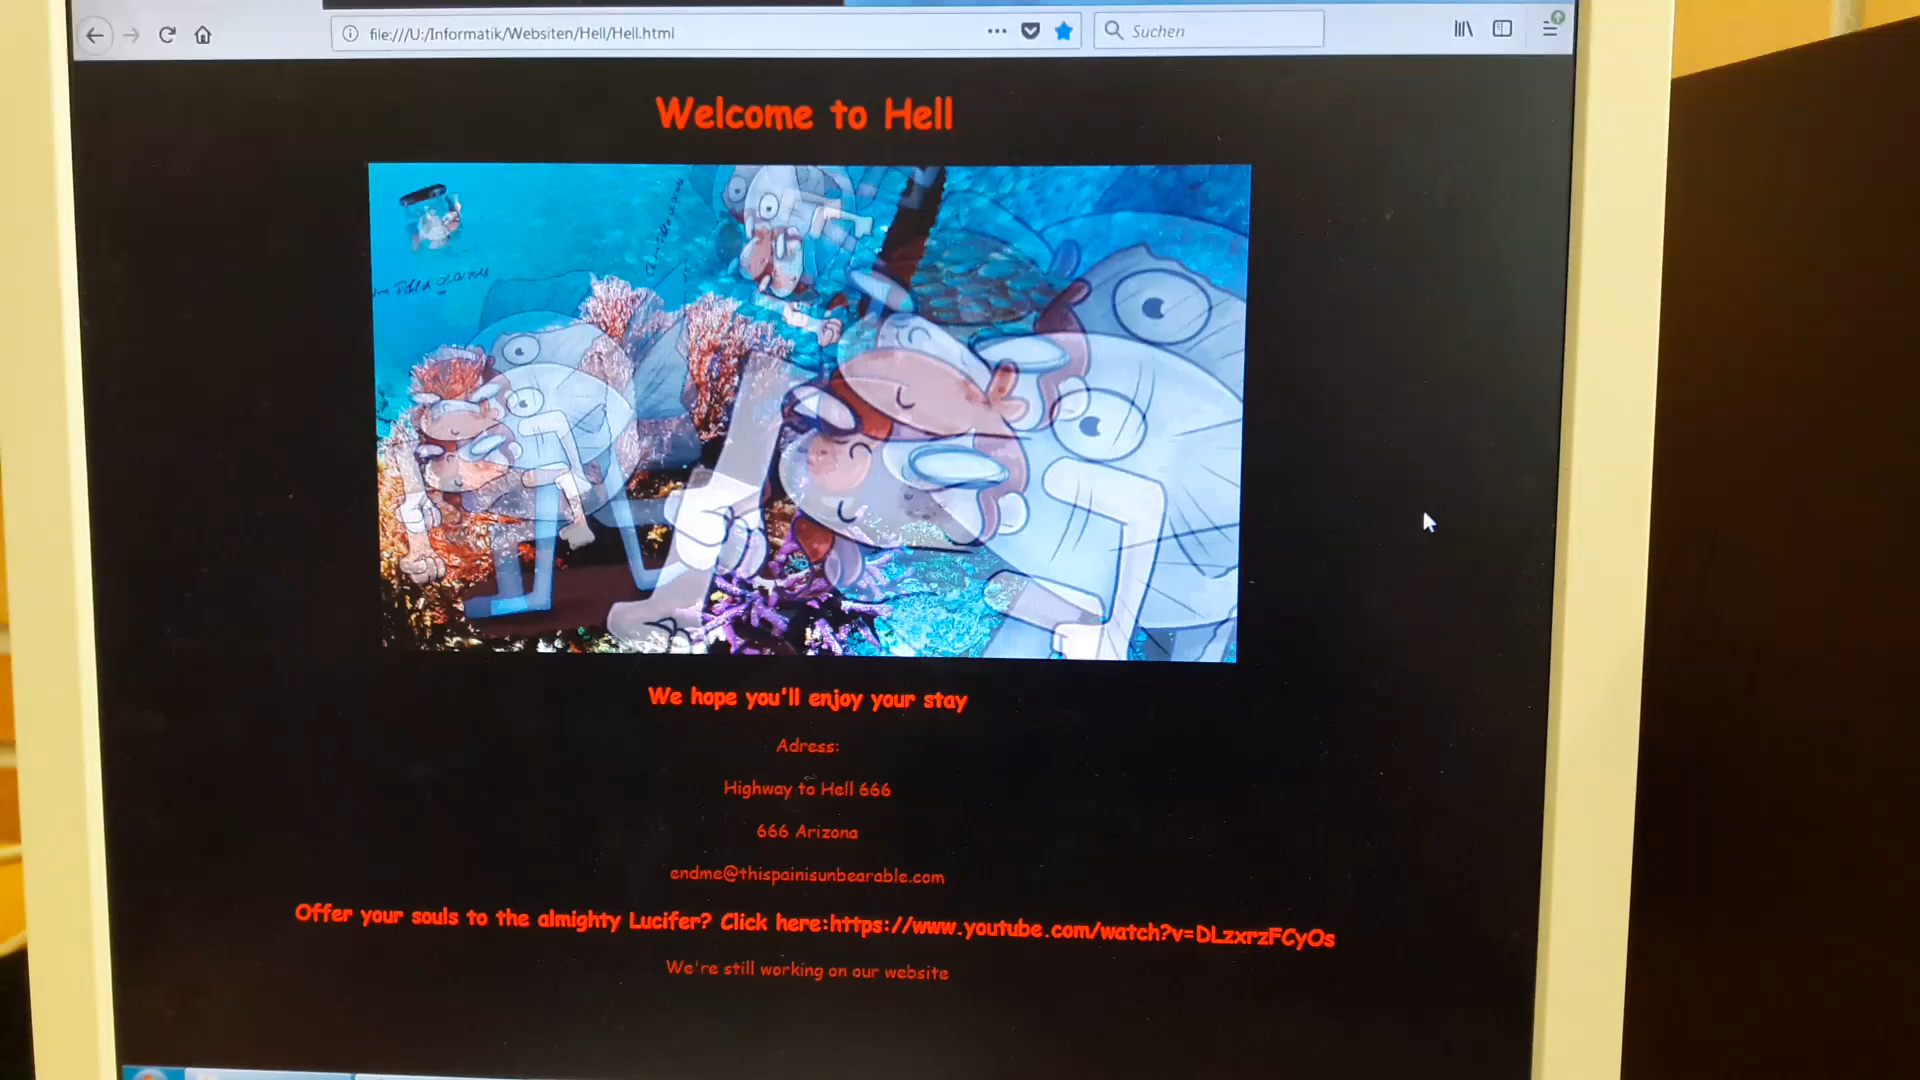 file:///U:/Informatik/Websiten/Hell/Hell.html
Suchen
Welcome to Hell
We hope you'll enjoy your stay
Adress:
Highway to Hell 666
666 Arizona
endme@thispainisunbearable.com
Offer your souls to the almighty Lucifer? Click here:https://www.youtube.com/watch?v=DLzxrzFCyOs
We're still working on our website